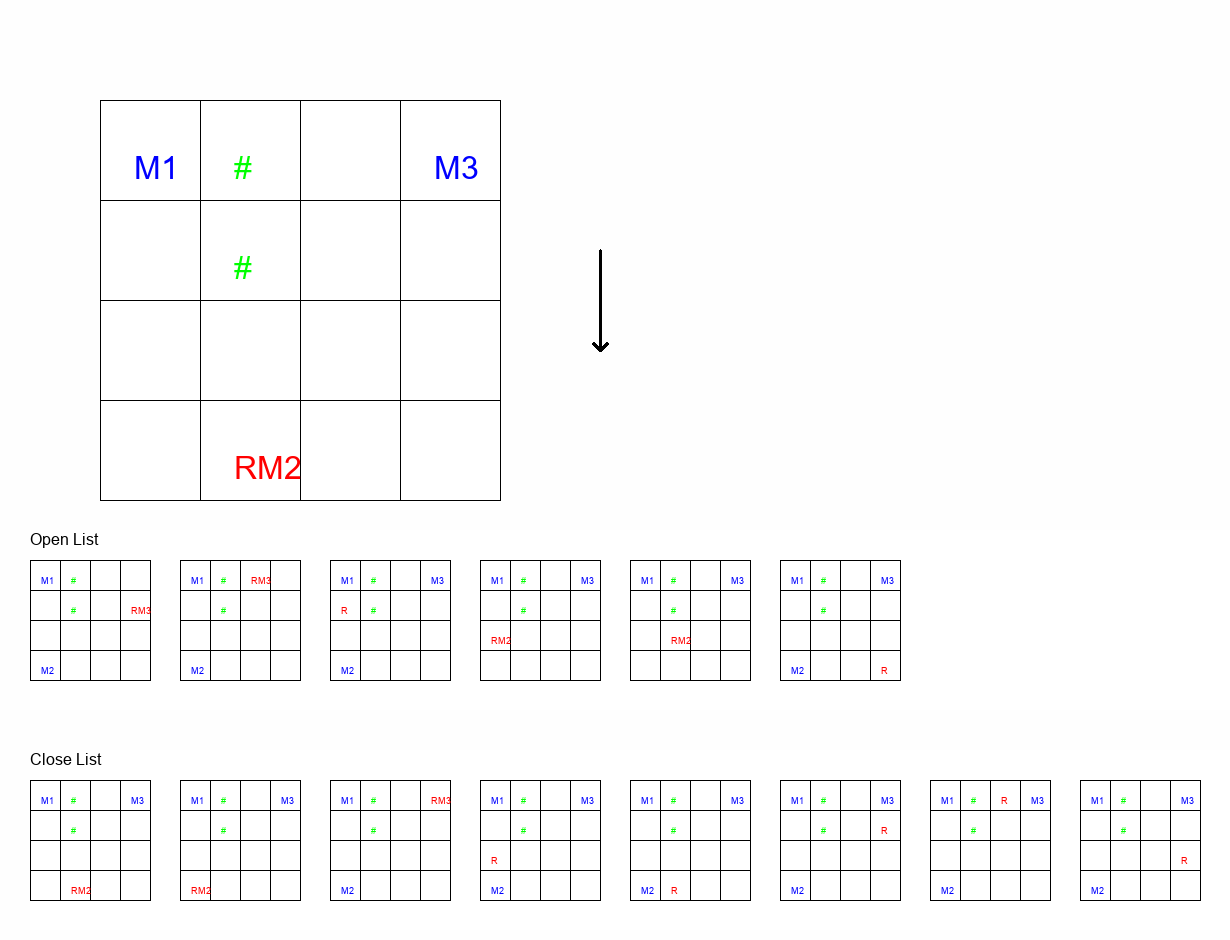 M1 # M3
#
RM2
Open List
M1 # M1 # RM3 M1 # M3 M1 # M3 M1 # M3 M1 # M3
# RM3 # R # # # #
RM2 RM2
M2 M2 M2 M2 R
Close List
M1 # M3 M1 # M3 M1 # RM3 M1 # M3 M1 # M3 M1 # M3 M1 # R M3 M1 # M3
# # # # # # R # #
R R
RM2 RM2 M2 M2 M2 R M2 M2 M2